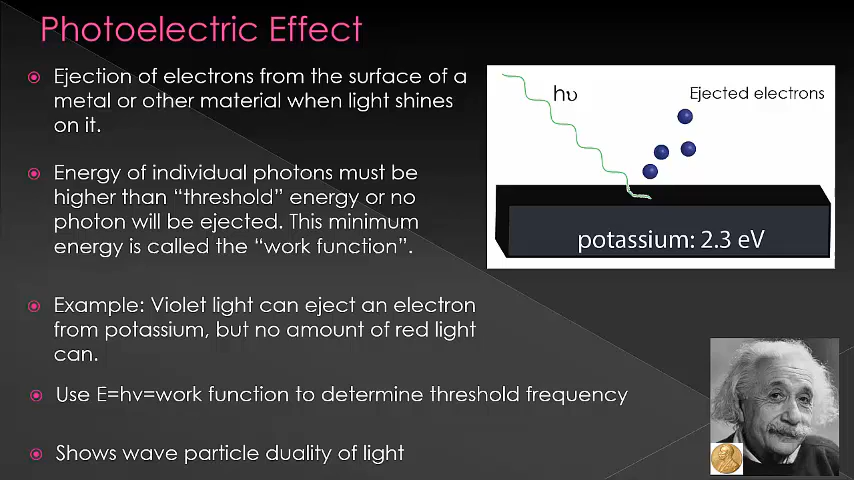 Photoelectric Effect
Ejection of electrons from the surface of a
metal or other material when light shines
on it.
Energy of individual photons must be
higher than “threshold” energy or no
photon will be ejected. This minimum
energy is called the “work function”.
Example: Violet light can eject an electron
from potassium, but no amount of red light
can.
Use E=hν=work function to determine threshold frequency
Shows wave particle duality of light
hυ
Ejected electrons
potassium: 2.3 eV